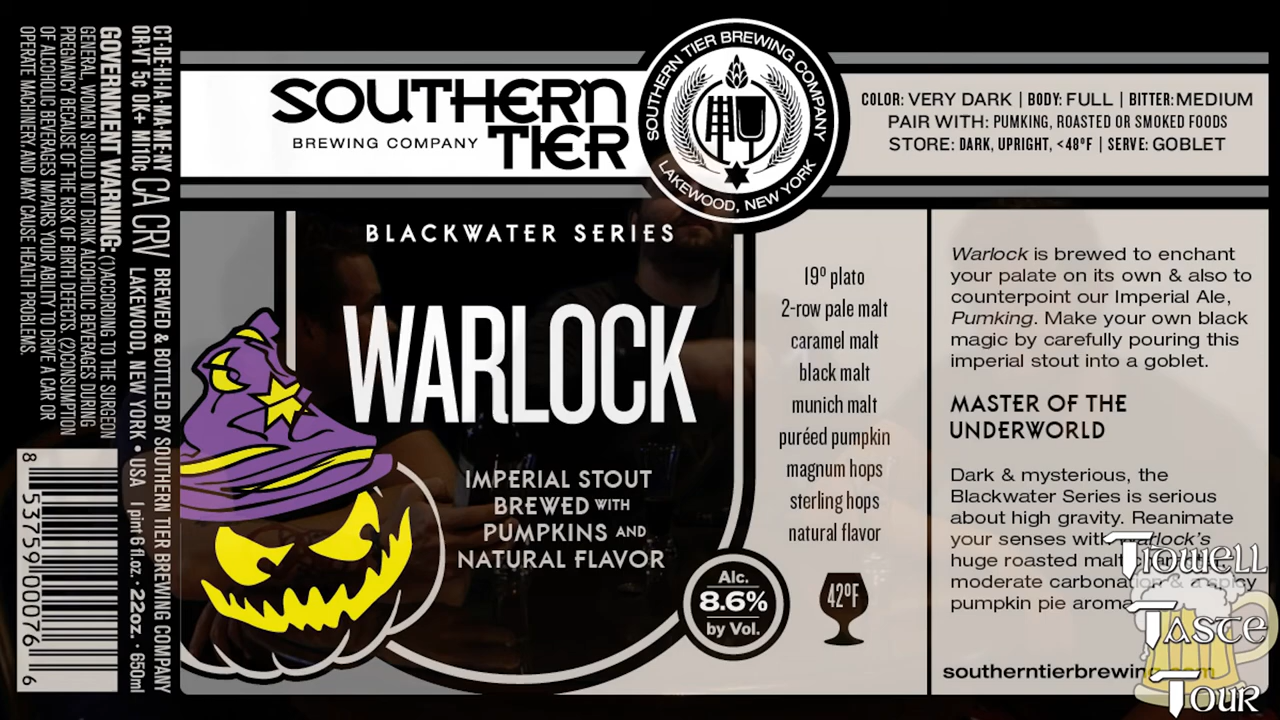 CT·DE·HI·IA·MA·ME·NY
OR·VT 5¢ OK+ MI10¢ CA CRV
GOVERNMENT WARNING: (1)ACCORDING TO THE SURGEON
GENERAL, WOMEN SHOULD NOT DRINK ALCOHOLIC BEVERAGES DURING
PREGNANCY BECAUSE OF THE RISK OF BIRTH DEFECTS. (2)CONSUMPTION
OF ALCOHOLIC BEVERAGES IMPAIRS YOUR ABILITY TO DRIVE A CAR OR
OPERATE MACHINERY, AND MAY CAUSE HEALTH PROBLEMS.
BREWED & BOTTLED BY SOUTHERN TIER BREWING COMPANY
LAKEWOOD, NEW YORK • USA 1 pint 6 fl.oz. · 22oz. · 650ml
8 53759 00076 6
SOUTHERN
BREWING COMPANY TIER
SOUTHERN TIER BREWING COMPANY
LAKEWOOD, NEW YORK
COLOR: VERY DARK | BODY: FULL | BITTER: MEDIUM
PAIR WITH: PUMKING, ROASTED OR SMOKED FOODS
STORE: DARK, UPRIGHT, <48ºF | SERVE: GOBLET
BLACKWATER SERIES
WARLOCK
IMPERIAL STOUT
BREWED WITH
PUMPKINS AND
NATURAL FLAVOR
Alc.
8.6%
by Vol.
19º plato
2-row pale malt
caramel malt
black malt
munich malt
puréed pumpkin
magnum hops
sterling hops
natural flavor
42ºF
Warlock is brewed to enchant
your palate on its own & also to
counterpoint our Imperial Ale,
Pumking. Make your own black
magic by carefully pouring this
imperial stout into a goblet.
MASTER OF THE
UNDERWORLD
Dark & mysterious, the
Blackwater Series is serious
about high gravity. Reanimate
your senses with Warlock's
huge roasted malt
moderate carbonation & a spicy
pumpkin pie aroma
southerntierbrewing.com
Tidwell
Taste
Tour